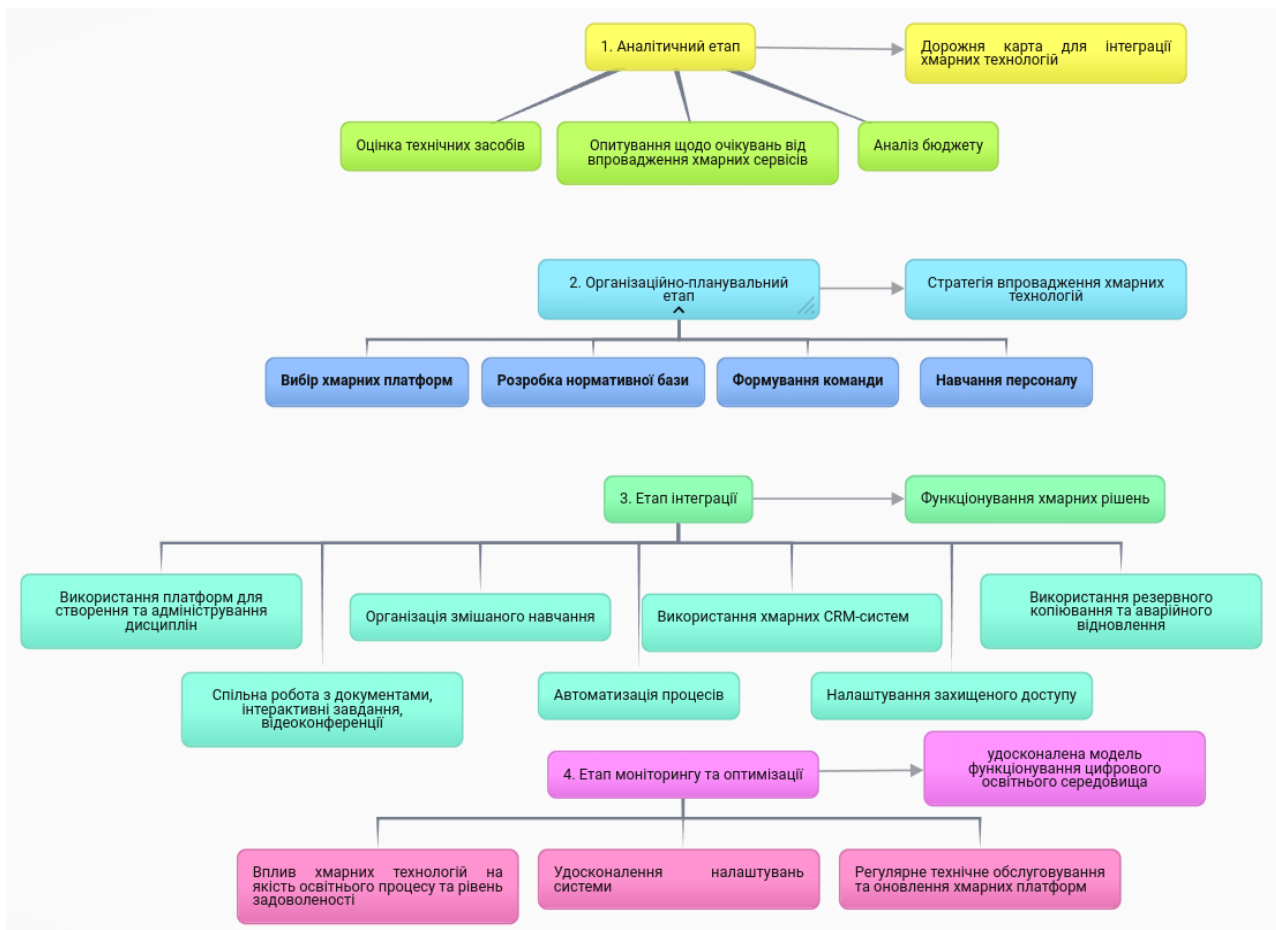 1. Аналітичний етап
Дорожня карта для інтеграції
хмарних технологій
Оцінка технічних засобів
Опитування щодо очікувань від
впровадження хмарних сервісів
Аналіз бюджету
2. Організаційно-планувальний
етап
Стратегія впровадження хмарних
технологій
Вибір хмарних платформ
Розробка нормативної бази
Формування команди
Навчання персоналу
3. Етап інтеграції
Функціонування хмарних рішень
Використання платформ для
створення та адміністрування
дисциплін
Організація змішаного навчання
Використання хмарних CRM-систем
Використання резервного
копіювання та аварійного
відновлення
Спільна робота з документами,
інтерактивні завдання,
відеоконференції
Автоматизація процесів
Налаштування захищеного доступу
4. Етап моніторингу та оптимізації
удосконалена модель
функціонування цифрового
освітнього середовища
Вплив хмарних технологій на
якість освітнього процесу та рівень
задоволеності
Удосконалення налаштувань
системи
Регулярне технічне обслуговування
та оновлення хмарних платформ